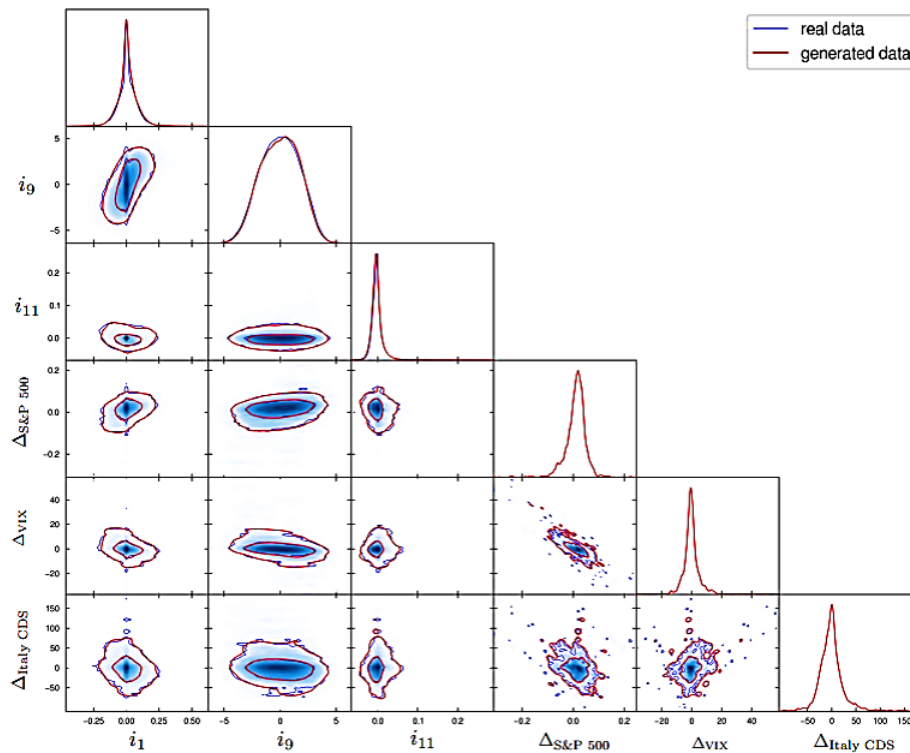 real data
generated data
5
0
−5
i9
0.2
0.1
0.0
i11
0.2
0.0
−0.2
ΔS&P 500
40
20
0
−20
ΔVIX
150
100
50
0
−50
ΔItaly CDS
−0.25 0.00 0.25 −5 0 5 0.0 0.1 0.2 −0.2 0.0 0.2 −20 0 20 40 −50 0 50 100 150
i1 i9 i11 ΔS&P 500 ΔVIX ΔItaly CDS